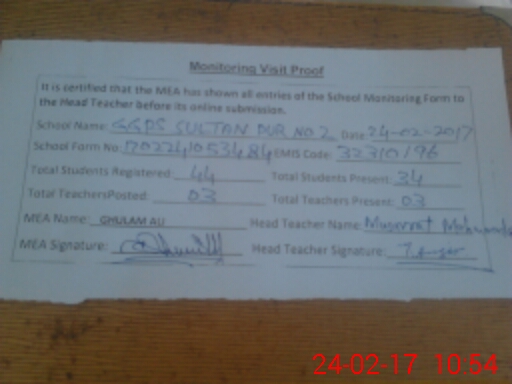 Monitoring Visit Proof
It is certified that the MEA has shown all entries of the School Monitoring Form to
the Head Teacher before its online submission.
School Name: GGPS SULTAN PUR NO 2 Date: 24-02-2017
School Form No: EMIS Code: 32310196
Total Students Registered: 44 Total Students Present: 34
Total Teachers Posted: 03 Total Teachers Present: 03
MEA Name: GHULAM ALI Head Teacher Name: Musarrat
MEA Signature: Head Teacher Signature:
24-02-17 10:54